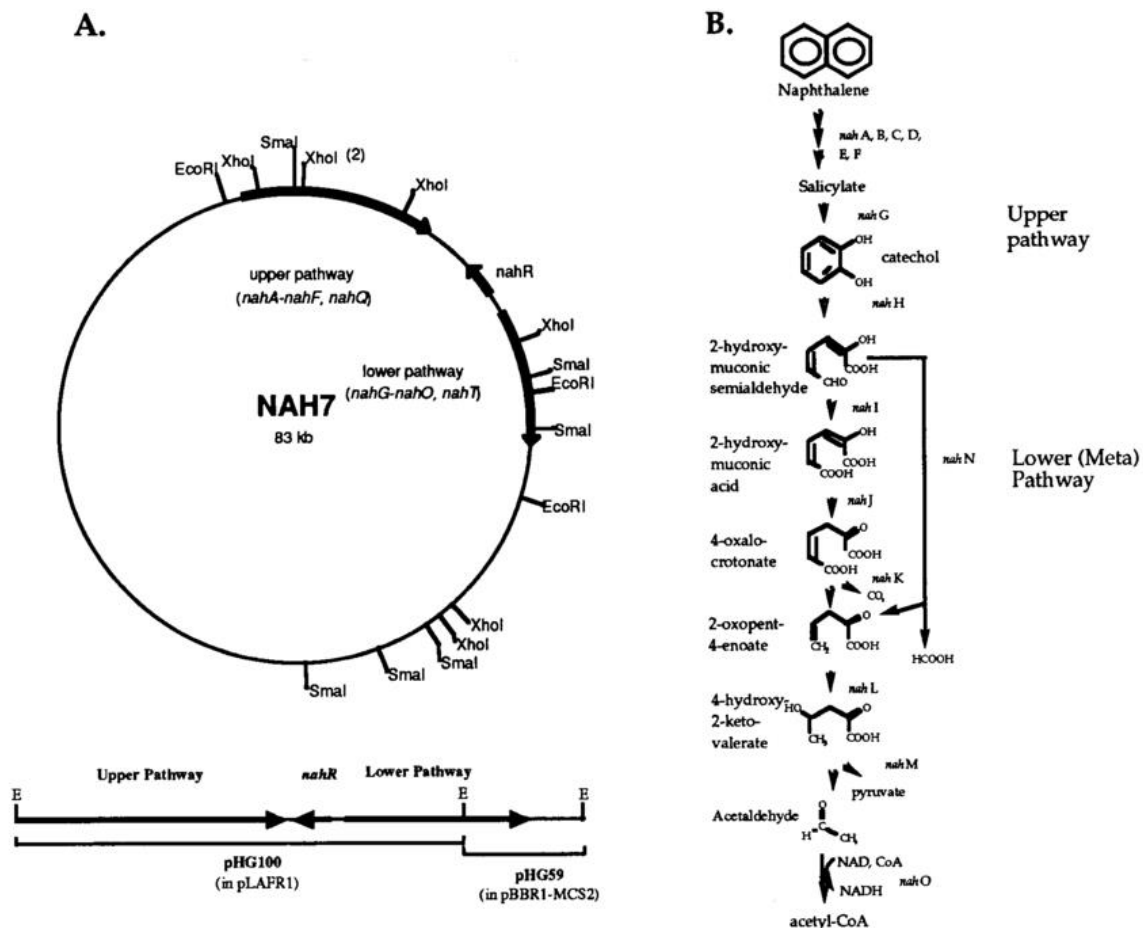 A.
SmaI
XhoI (2)
XhoI
EcoRI
XhoI
nahR
upper pathway
(nahA-nahF, nahQ)
XhoI
SmaI
EcoRI
lower pathway
(nahG-nahO, nahT)
NAH7
83 kb
SmaI
EcoRI
XhoI
XhoI
SmaI
SmaI
SmaI
Upper Pathway
nahR
Lower Pathway
E
E
E
pHG100
(in pLAFR1)
pHG59
(in pBBR1-MCS2)
B.
Naphthalene
nah A, B, C, D,
E, F
Salicylate
nah G
Upper
pathway
OH
catechol
OH
nah H
2-hydroxy-
muconic
semialdehyde
OH
COOH
CHO
nah I
2-hydroxy-
muconic
acid
OH
COOH
COOH
nah N
Lower (Meta)
Pathway
nah J
4-oxalo-
crotonate
O
COOH
COOH
nah K
CO₂
2-oxopent-
4-enoate
O
COOH
CH₂
HCOOH
nah L
4-hydroxy-
2-keto-
valerate
HO
O
COOH
CH₃
nah M
pyruvate
Acetaldehyde
O
H
C
CH₃
NAD, CoA
NADH
nah O
acetyl-CoA